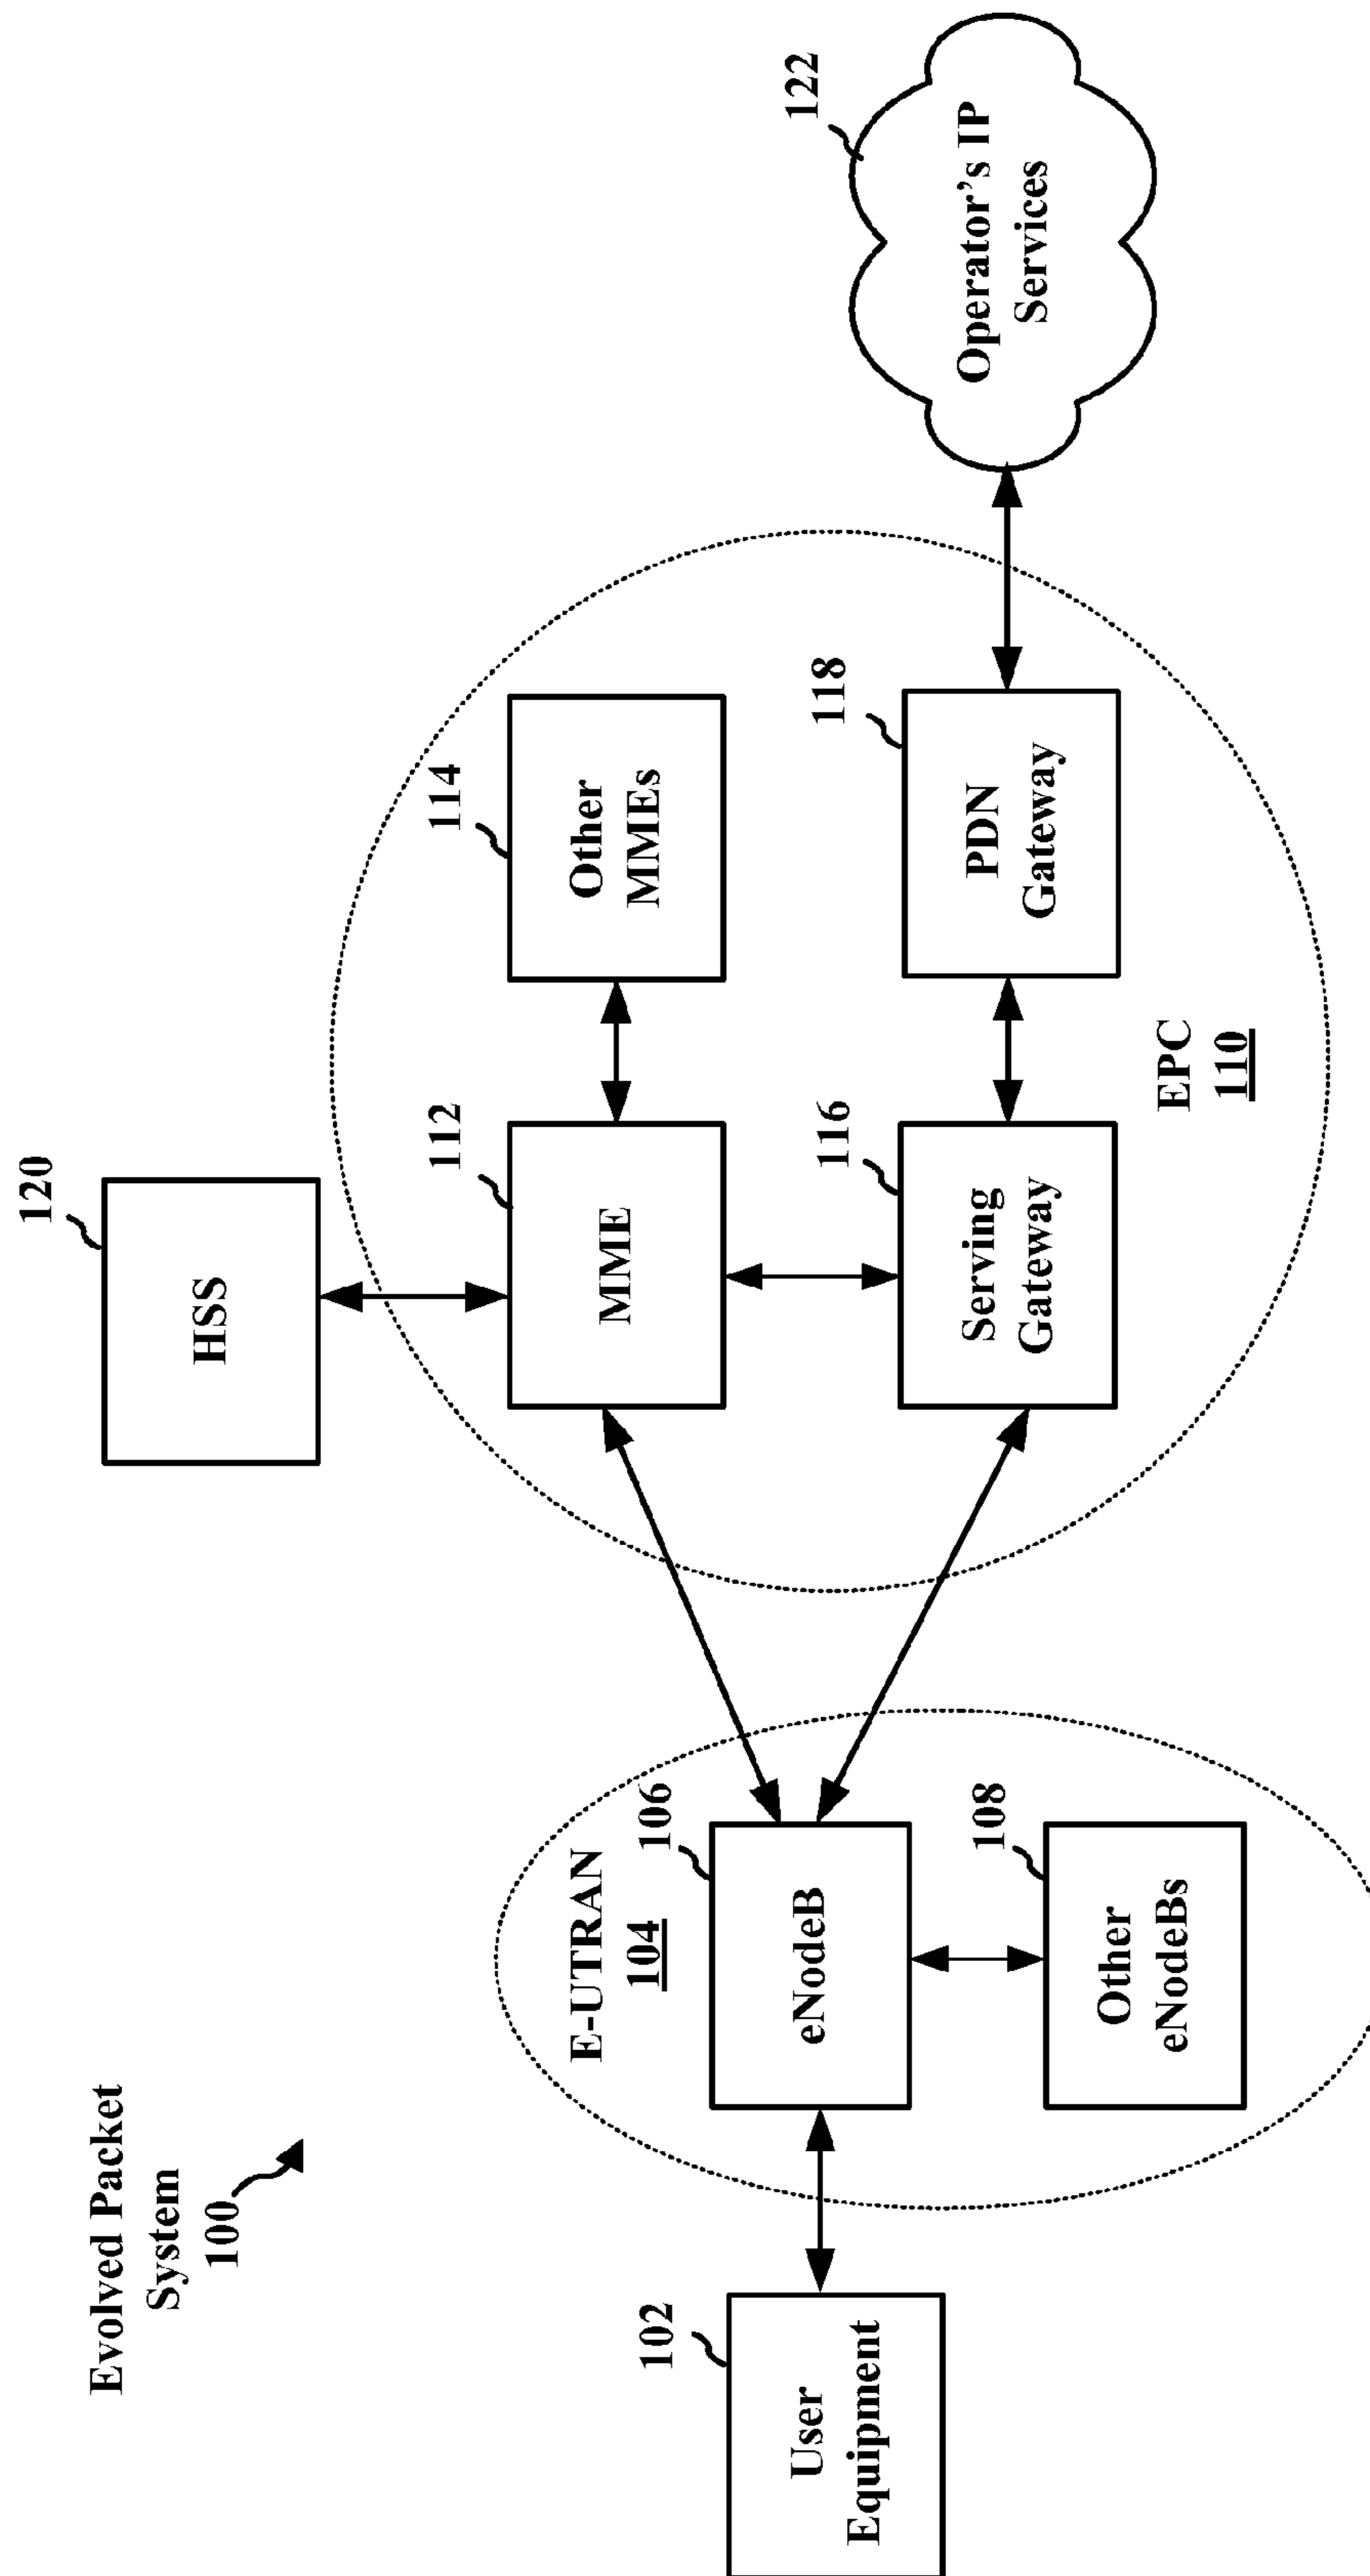 Evolved Packet
System
100
120
HSS
E-UTRAN
104
112
MME
114
Other
MMEs
102
User
Equipment
106
eNodeB
116
Serving
Gateway
118
PDN
Gateway
122
Operator's IP
Services
108
Other
eNodeBs
EPC
110